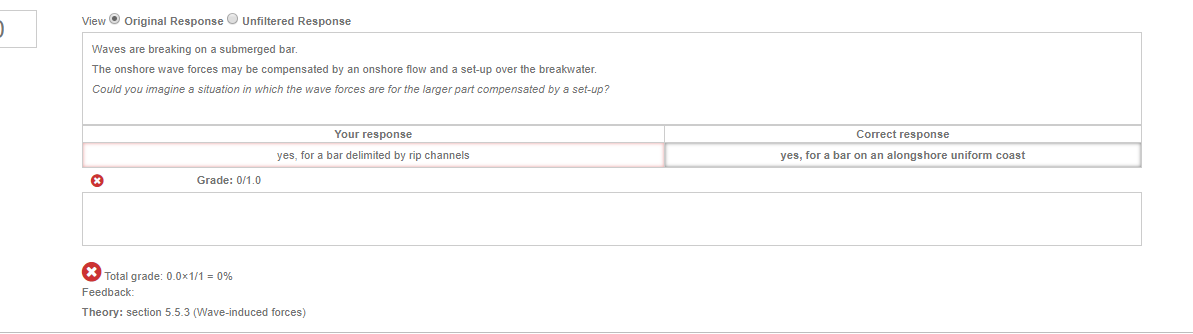 View Original Response Unfiltered Response
Waves are breaking on a submerged bar.
The onshore wave forces may be compensated by an onshore flow and a set-up over the breakwater.
Could you imagine a situation in which the wave forces are for the larger part compensated by a set-up?
Your response Correct response
yes, for a bar delimited by rip channels yes, for a bar on an alongshore uniform coast
Grade: 0/1.0
Total grade: 0.0×1/1 = 0%
Feedback:
Theory: section 5.5.3 (Wave-induced forces)